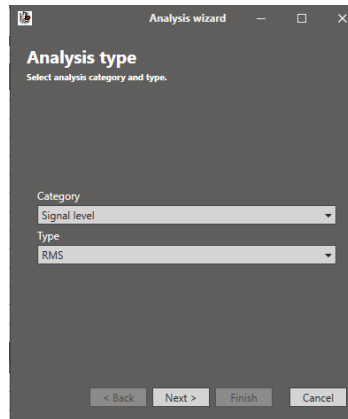 Analysis wizard
Analysis type
Select analysis category and type.
Category
Signal level
Type
RMS
< Back Next > Finish Cancel